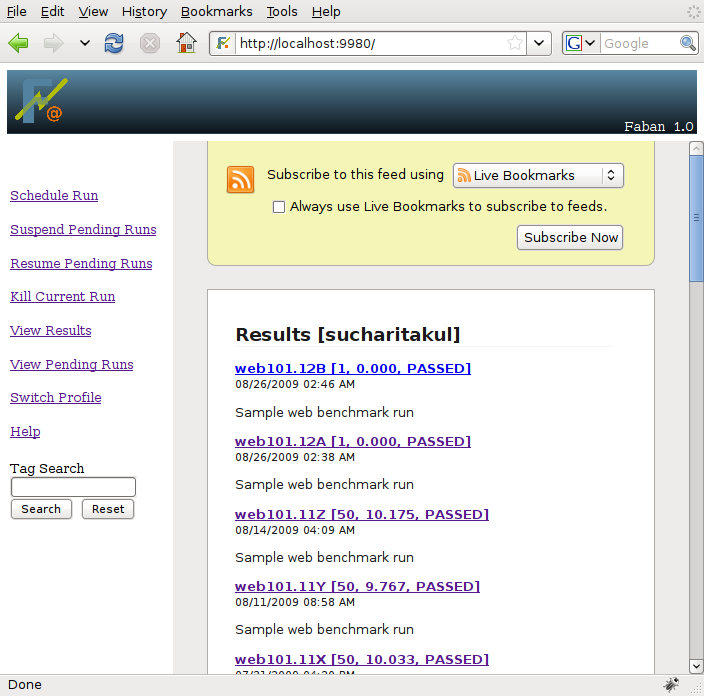 File Edit View History Bookmarks Tools Help
http://localhost:9980/
G Google
@
Faban 1.0
Schedule Run
Suspend Pending Runs
Resume Pending Runs
Kill Current Run
View Results
View Pending Runs
Switch Profile
Help
Tag Search
Search Reset
Subscribe to this feed using Live Bookmarks
Always use Live Bookmarks to subscribe to feeds.
Subscribe Now
Results [sucharitakul]
web101.12B [1, 0.000, PASSED]
08/26/2009 02:46 AM
Sample web benchmark run
web101.12A [1, 0.000, PASSED]
08/26/2009 02:38 AM
Sample web benchmark run
web101.11Z [50, 10.175, PASSED]
08/14/2009 04:09 AM
Sample web benchmark run
web101.11Y [50, 9.767, PASSED]
08/11/2009 08:58 AM
Sample web benchmark run
web101.11X [50, 10.033, PASSED]
Done